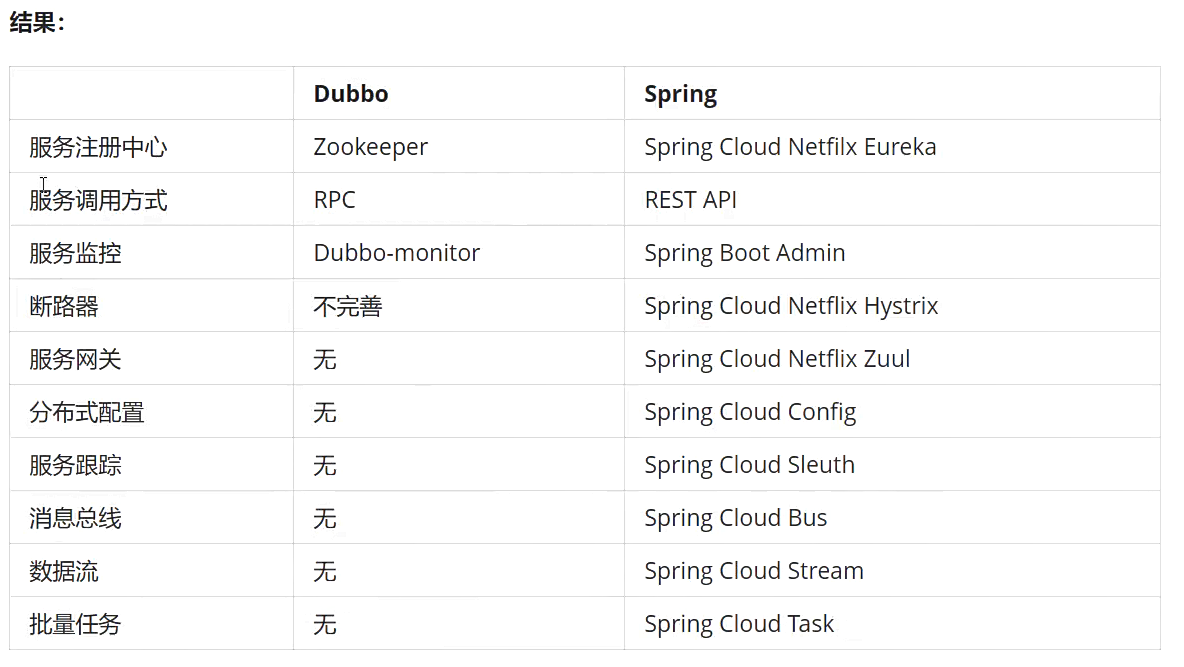 结果：
Dubbo Spring
服务注册中心 Zookeeper Spring Cloud Netfilx Eureka
服务调用方式 RPC REST API
服务监控 Dubbo-monitor Spring Boot Admin
断路器 不完善 Spring Cloud Netflix Hystrix
服务网关 无 Spring Cloud Netflix Zuul
分布式配置 无 Spring Cloud Config
服务跟踪 无 Spring Cloud Sleuth
消息总线 无 Spring Cloud Bus
数据流 无 Spring Cloud Stream
批量任务 无 Spring Cloud Task